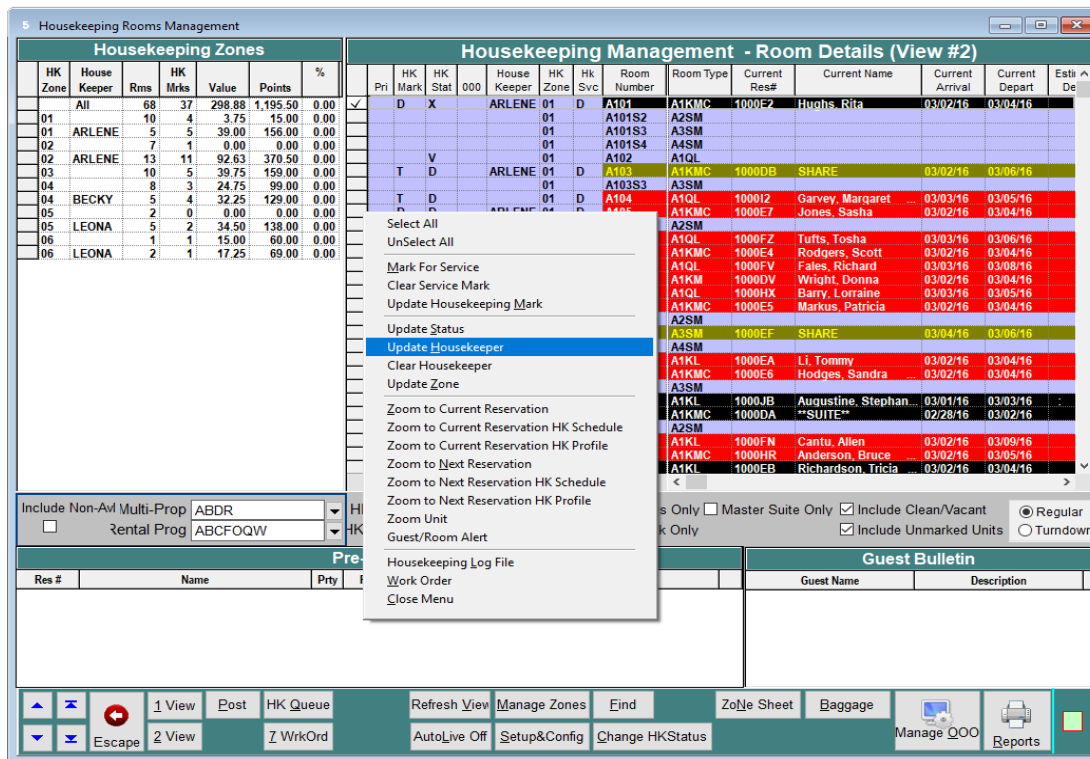 5 Housekeeping Rooms Management
Housekeeping Zones
HK Zone House Keeper Rms HK Mrks Value Points %
All 68 37 298.88 1,195.50 0.00
01 10 4 3.75 15.00 0.00
01 ARLENE 5 5 39.00 156.00 0.00
02 7 1 0.00 0.00 0.00
02 ARLENE 13 11 92.63 370.50 0.00
03 10 5 39.75 159.00 0.00
04 8 3 24.75 99.00 0.00
04 BECKY 5 4 32.25 129.00 0.00
05 2 0 0.00 0.00 0.00
05 LEONA 5 2 34.50 138.00 0.00
06 1 1 15.00 60.00 0.00
06 LEONA 2 1 17.25 69.00 0.00
Housekeeping Management - Room Details (View #2)
Pri HK Mark HK Stat 000 House Keeper HK Zone Hk Svc Room Number Room Type Current Res# Current Name Current Arrival Current Depart Esti De
D X ARLENE 01 D A101 A1KMC 1000E2 Hughs, Rita 03/02/16 03/04/16
01 A101S2 A2SM
01 A101S3 A3SM
01 A101S4 A4SM
V 01 A102 A1QL
T D ARLENE 01 D A103 A1KMC 1000DB SHARE 03/02/16 03/06/16
01 A103S3 A3SM
T D 01 D A104 A1QL 1000I2 Garvey, Margaret ... 03/03/16 03/05/16
D D ARLENE 01 D A105 A1KMC 1000E7 Jones, Sasha 03/02/16 03/04/16
A2SM
A1QL 1000FZ Tufts, Tosha 03/03/16 03/06/16
A1KMC 1000E4 Rodgers, Scott 03/02/16 03/04/16
A1QL 1000FV Fales, Richard 03/03/16 03/08/16
A1KM 1000DV Wright, Donna 03/02/16 03/04/16
A1QL 1000HX Barry, Lorraine 03/03/16 03/05/16
A1KMC 1000E5 Markus, Patricia 03/02/16 03/04/16
A2SM
A3SM 1000EF SHARE 03/04/16 03/06/16
A4SM
A1KL 1000EA Li, Tommy 03/02/16 03/04/16
A1KMC 1000E6 Hodges, Sandra ... 03/02/16 03/04/16
A3SM
A1KL 1000JB Augustine, Stephan... 03/01/16 03/03/16 :
A1KMC 1000DA **SUITE** 02/28/16 03/02/16
A2SM
A1KL 1000FN Cantu, Allen 03/02/16 03/09/16
A1KMC 1000HR Anderson, Bruce ... 03/02/16 03/05/16
A1KL 1000EB Richardson, Tricia ... 03/02/16 03/04/16
Select All
UnSelect All
Mark For Service
Clear Service Mark
Update Housekeeping Mark
Update Status
Update Housekeeper
Clear Housekeeper
Update Zone
Zoom to Current Reservation
Zoom to Current Reservation HK Schedule
Zoom to Current Reservation HK Profile
Zoom to Next Reservation
Zoom to Next Reservation HK Schedule
Zoom to Next Reservation HK Profile
Zoom Unit
Guest/Room Alert
Housekeeping Log File
Work Order
Close Menu
Include Non-Avl Multi-Prop ABDR H s Only Master Suite Only Include Clean/Vacant Regular
Rental Prog ABCFOQW HK k Only Include Unmarked Units Turndown
Pre- Guest Bulletin
Res # Name Prty Guest Name Description
1 View Post HK Queue Refresh View Manage Zones Find ZoNe Sheet Baggage
Escape 2 View 7 WrkOrd AutoLive Off Setup&Config Change HKStatus Manage OOO Reports